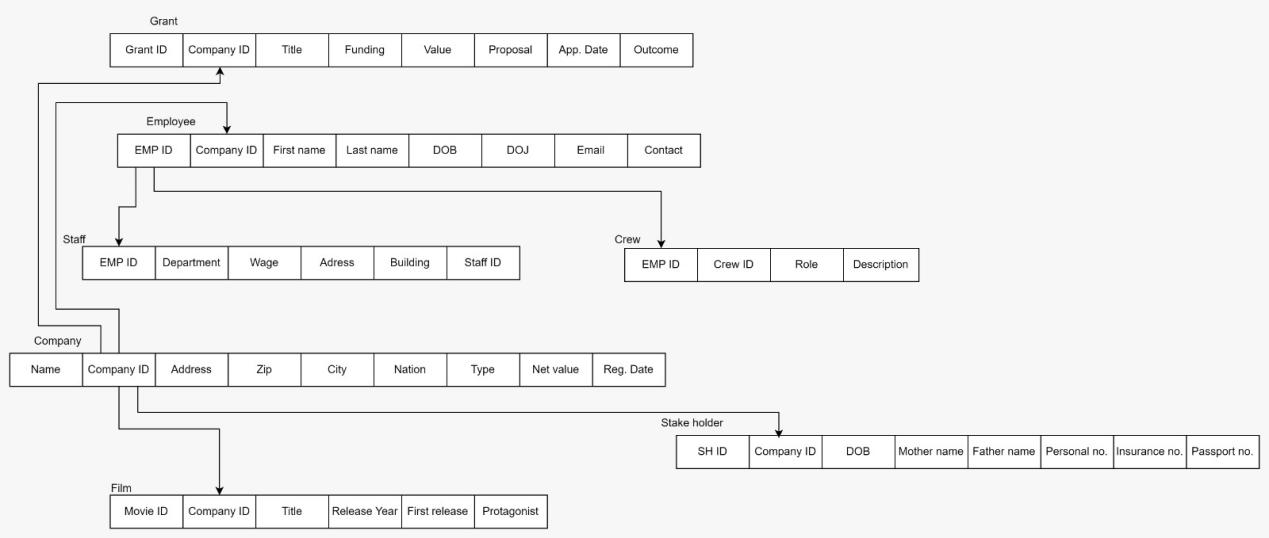 Grant
Grant ID Company ID Title Funding Value Proposal App. Date Outcome
Employee
EMP ID Company ID First name Last name DOB DOJ Email Contact
Staff
EMP ID Department Wage Adress Building Staff ID
Crew
EMP ID Crew ID Role Description
Company
Name Company ID Address Zip City Nation Type Net value Reg. Date
Stake holder
SH ID Company ID DOB Mother name Father name Personal no. Insurance no. Passport no.
Film
Movie ID Company ID Title Release Year First release Protagonist